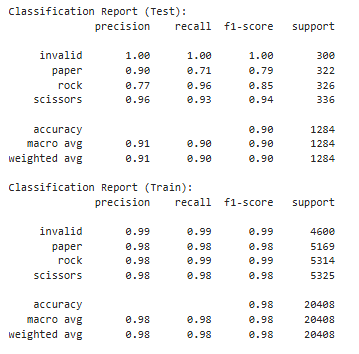 Classification Report (Test):
precision recall f1-score support
invalid 1.00 1.00 1.00 300
paper 0.90 0.71 0.79 322
rock 0.77 0.96 0.85 326
scissors 0.96 0.93 0.94 336
accuracy 0.90 1284
macro avg 0.91 0.90 0.90 1284
weighted avg 0.91 0.90 0.90 1284
Classification Report (Train):
precision recall f1-score support
invalid 0.99 0.99 0.99 4600
paper 0.98 0.98 0.98 5169
rock 0.98 0.99 0.99 5314
scissors 0.98 0.98 0.98 5325
accuracy 0.98 20408
macro avg 0.98 0.98 0.98 20408
weighted avg 0.98 0.98 0.98 20408